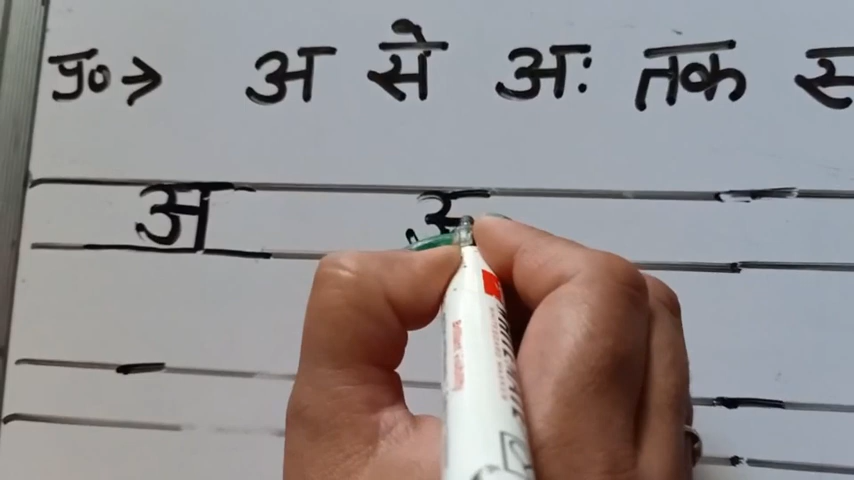 प्र० → अ से अः तक स
अ